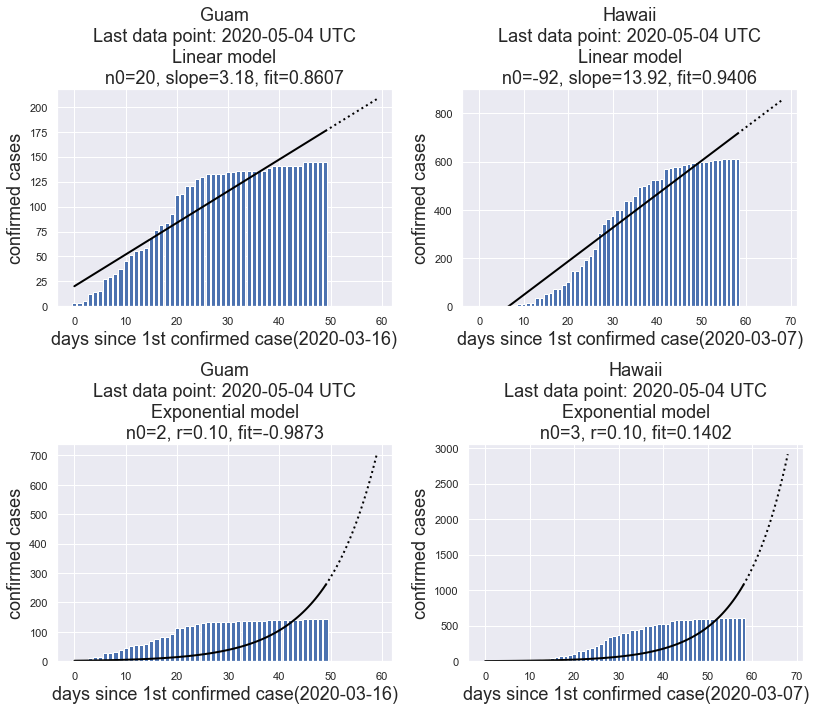 Guam
Last data point: 2020-05-04 UTC
Linear model
n0=20, slope=3.18, fit=0.8607
200
175
150
125
100
75
50
25
0
confirmed cases
0 10 20 30 40 50 60
days since 1st confirmed case(2020-03-16)
Hawaii
Last data point: 2020-05-04 UTC
Linear model
n0=-92, slope=13.92, fit=0.9406
800
600
400
200
0
confirmed cases
0 10 20 30 40 50 60 70
days since 1st confirmed case(2020-03-07)
Guam
Last data point: 2020-05-04 UTC
Exponential model
n0=2, r=0.10, fit=-0.9873
700
600
500
400
300
200
100
0
confirmed cases
0 10 20 30 40 50 60
days since 1st confirmed case(2020-03-16)
Hawaii
Last data point: 2020-05-04 UTC
Exponential model
n0=3, r=0.10, fit=0.1402
3000
2500
2000
1500
1000
500
0
confirmed cases
0 10 20 30 40 50 60 70
days since 1st confirmed case(2020-03-07)